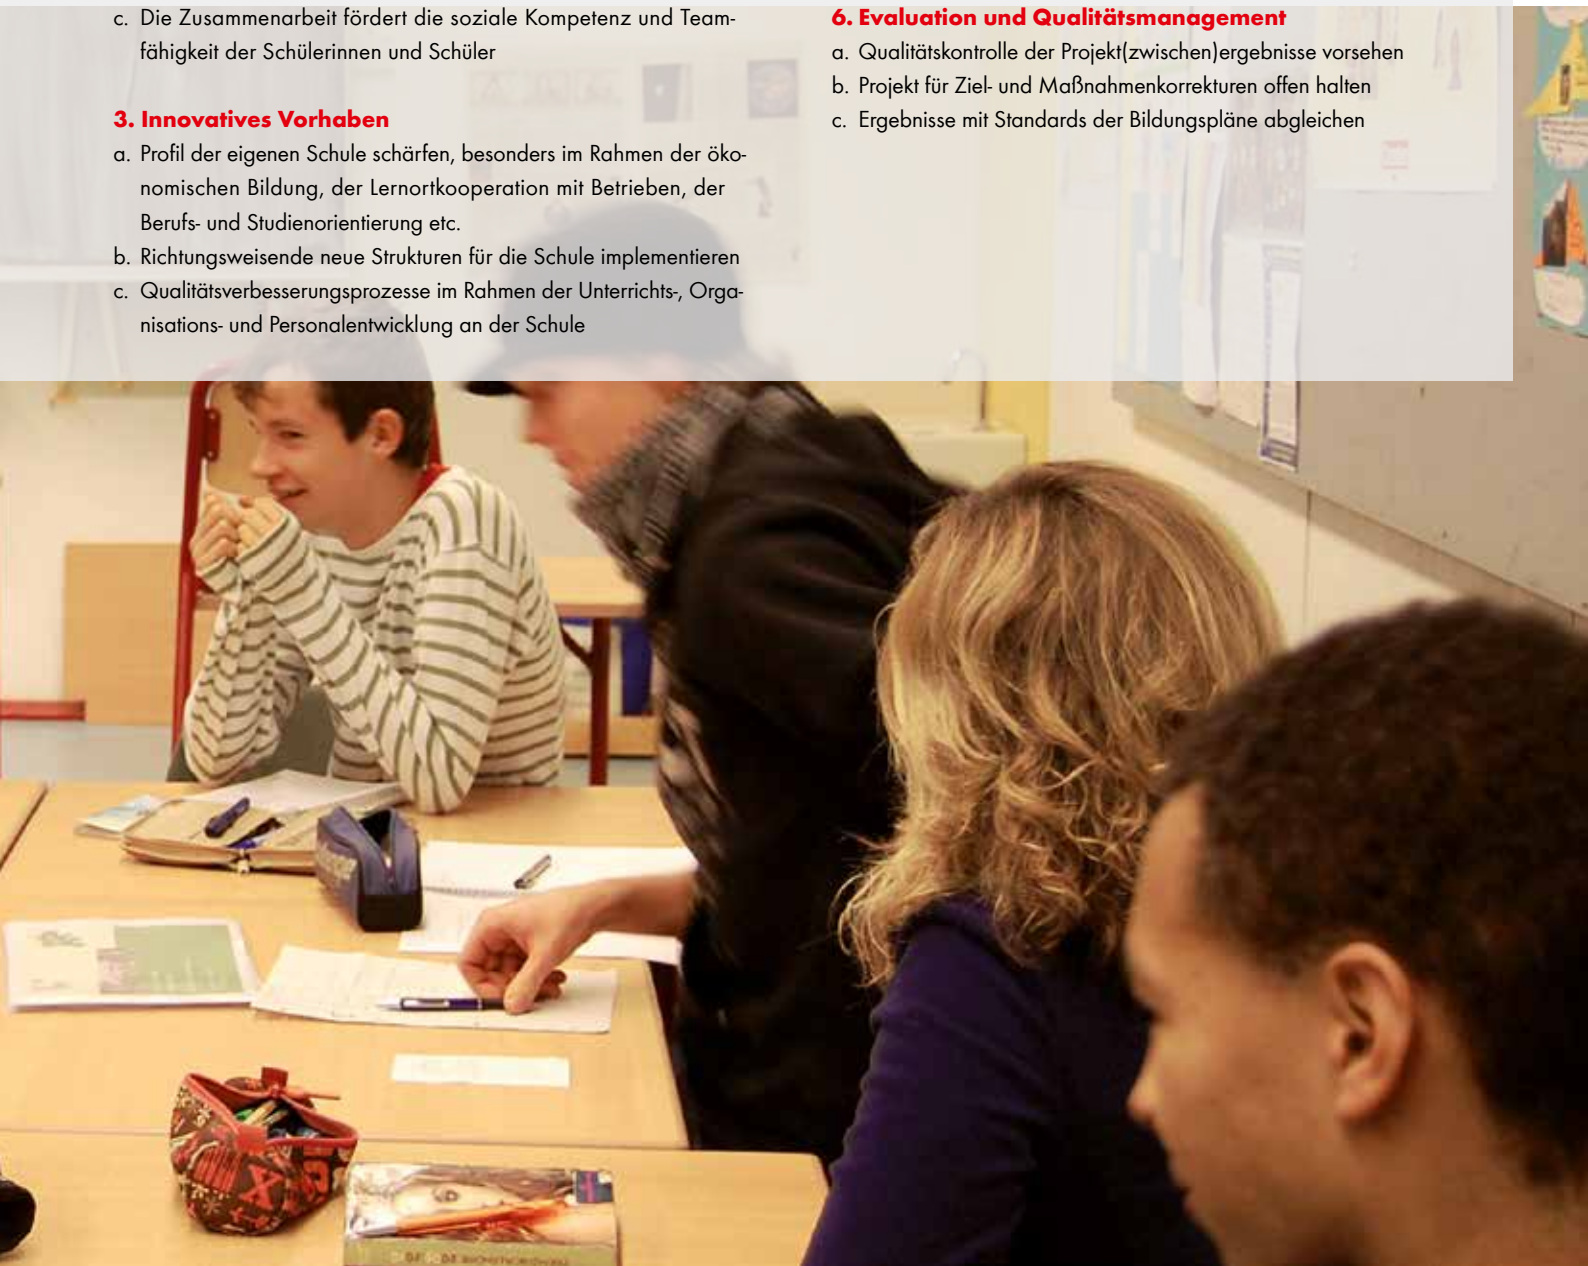 c. Die Zusammenarbeit fördert die soziale Kompetenz und Team-
fähigkeit der Schülerinnen und Schüler
3. Innovatives Vorhaben
a. Profil der eigenen Schule schärfen, besonders im Rahmen der öko-
nomischen Bildung, der Lernortkooperation mit Betrieben, der
Berufs- und Studienorientierung etc.
b. Richtungsweisende neue Strukturen für die Schule implementieren
c. Qualitätsverbesserungsprozesse im Rahmen der Unterrichts-, Orga-
nisations- und Personalentwicklung an der Schule
6. Evaluation und Qualitätsmanagement
a. Qualitätskontrolle der Projekt(zwischen)ergebnisse vorsehen
b. Projekt für Ziel- und Maßnahmenkorrekturen offen halten
c. Ergebnisse mit Standards der Bildungspläne abgleichen